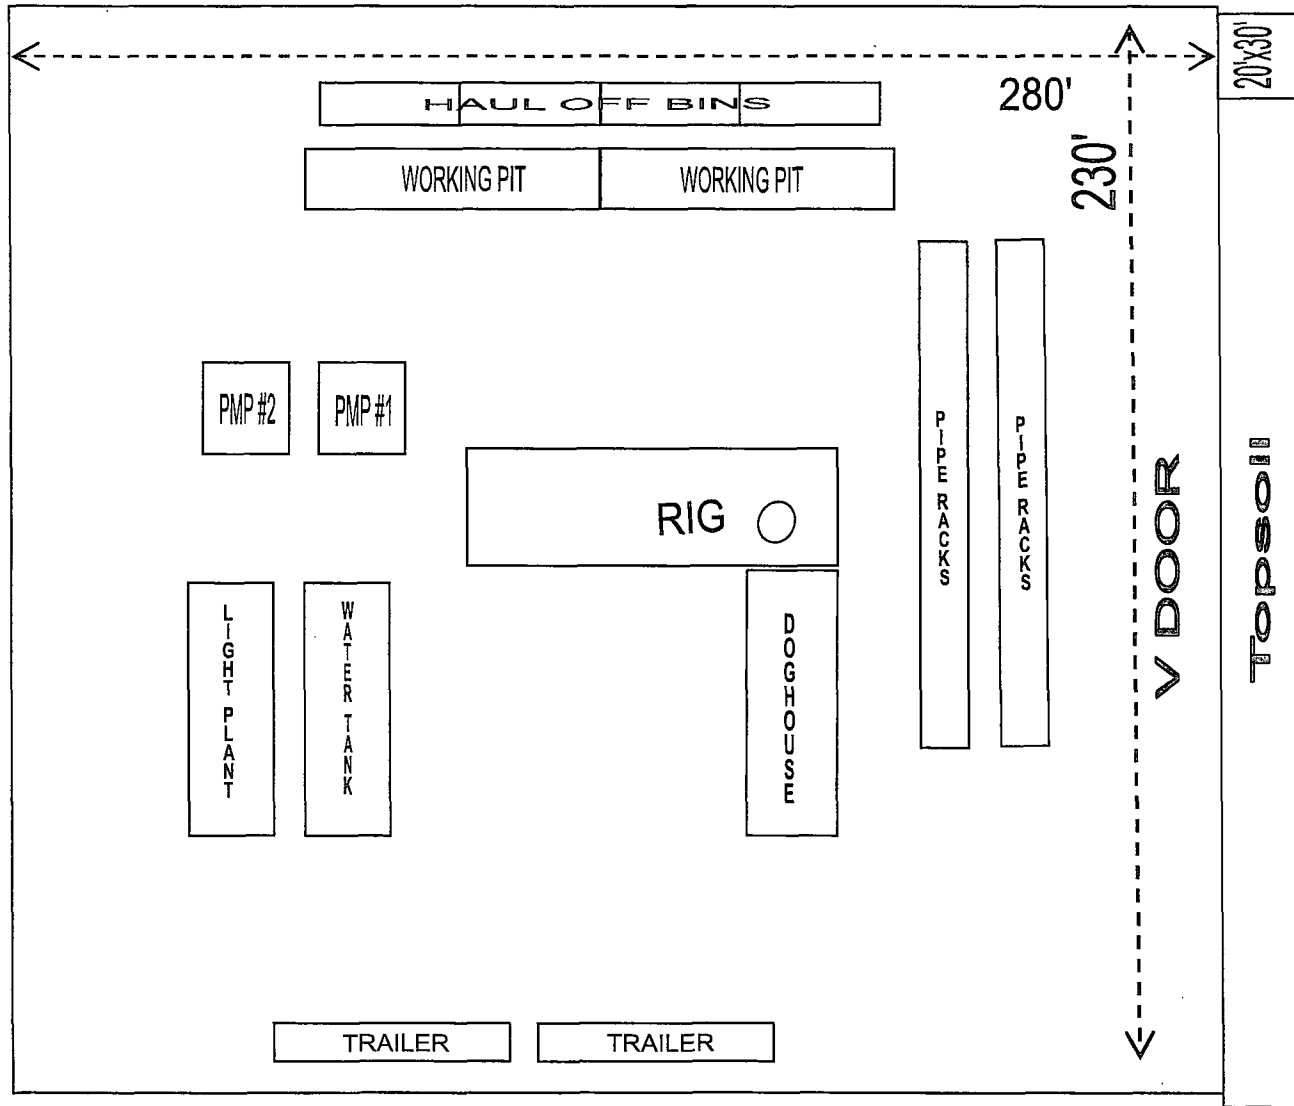 20'x30'
280'
HAUL OFF BINS
230'
WORKING PIT
WORKING PIT
PMP #2
PMP #1
PIPE RACKS
PIPE RACKS
V DOOR
Topsoil
RIG
LIGHT PLANT
WATER TANK
DOGHOUSE
TRAILER
TRAILER